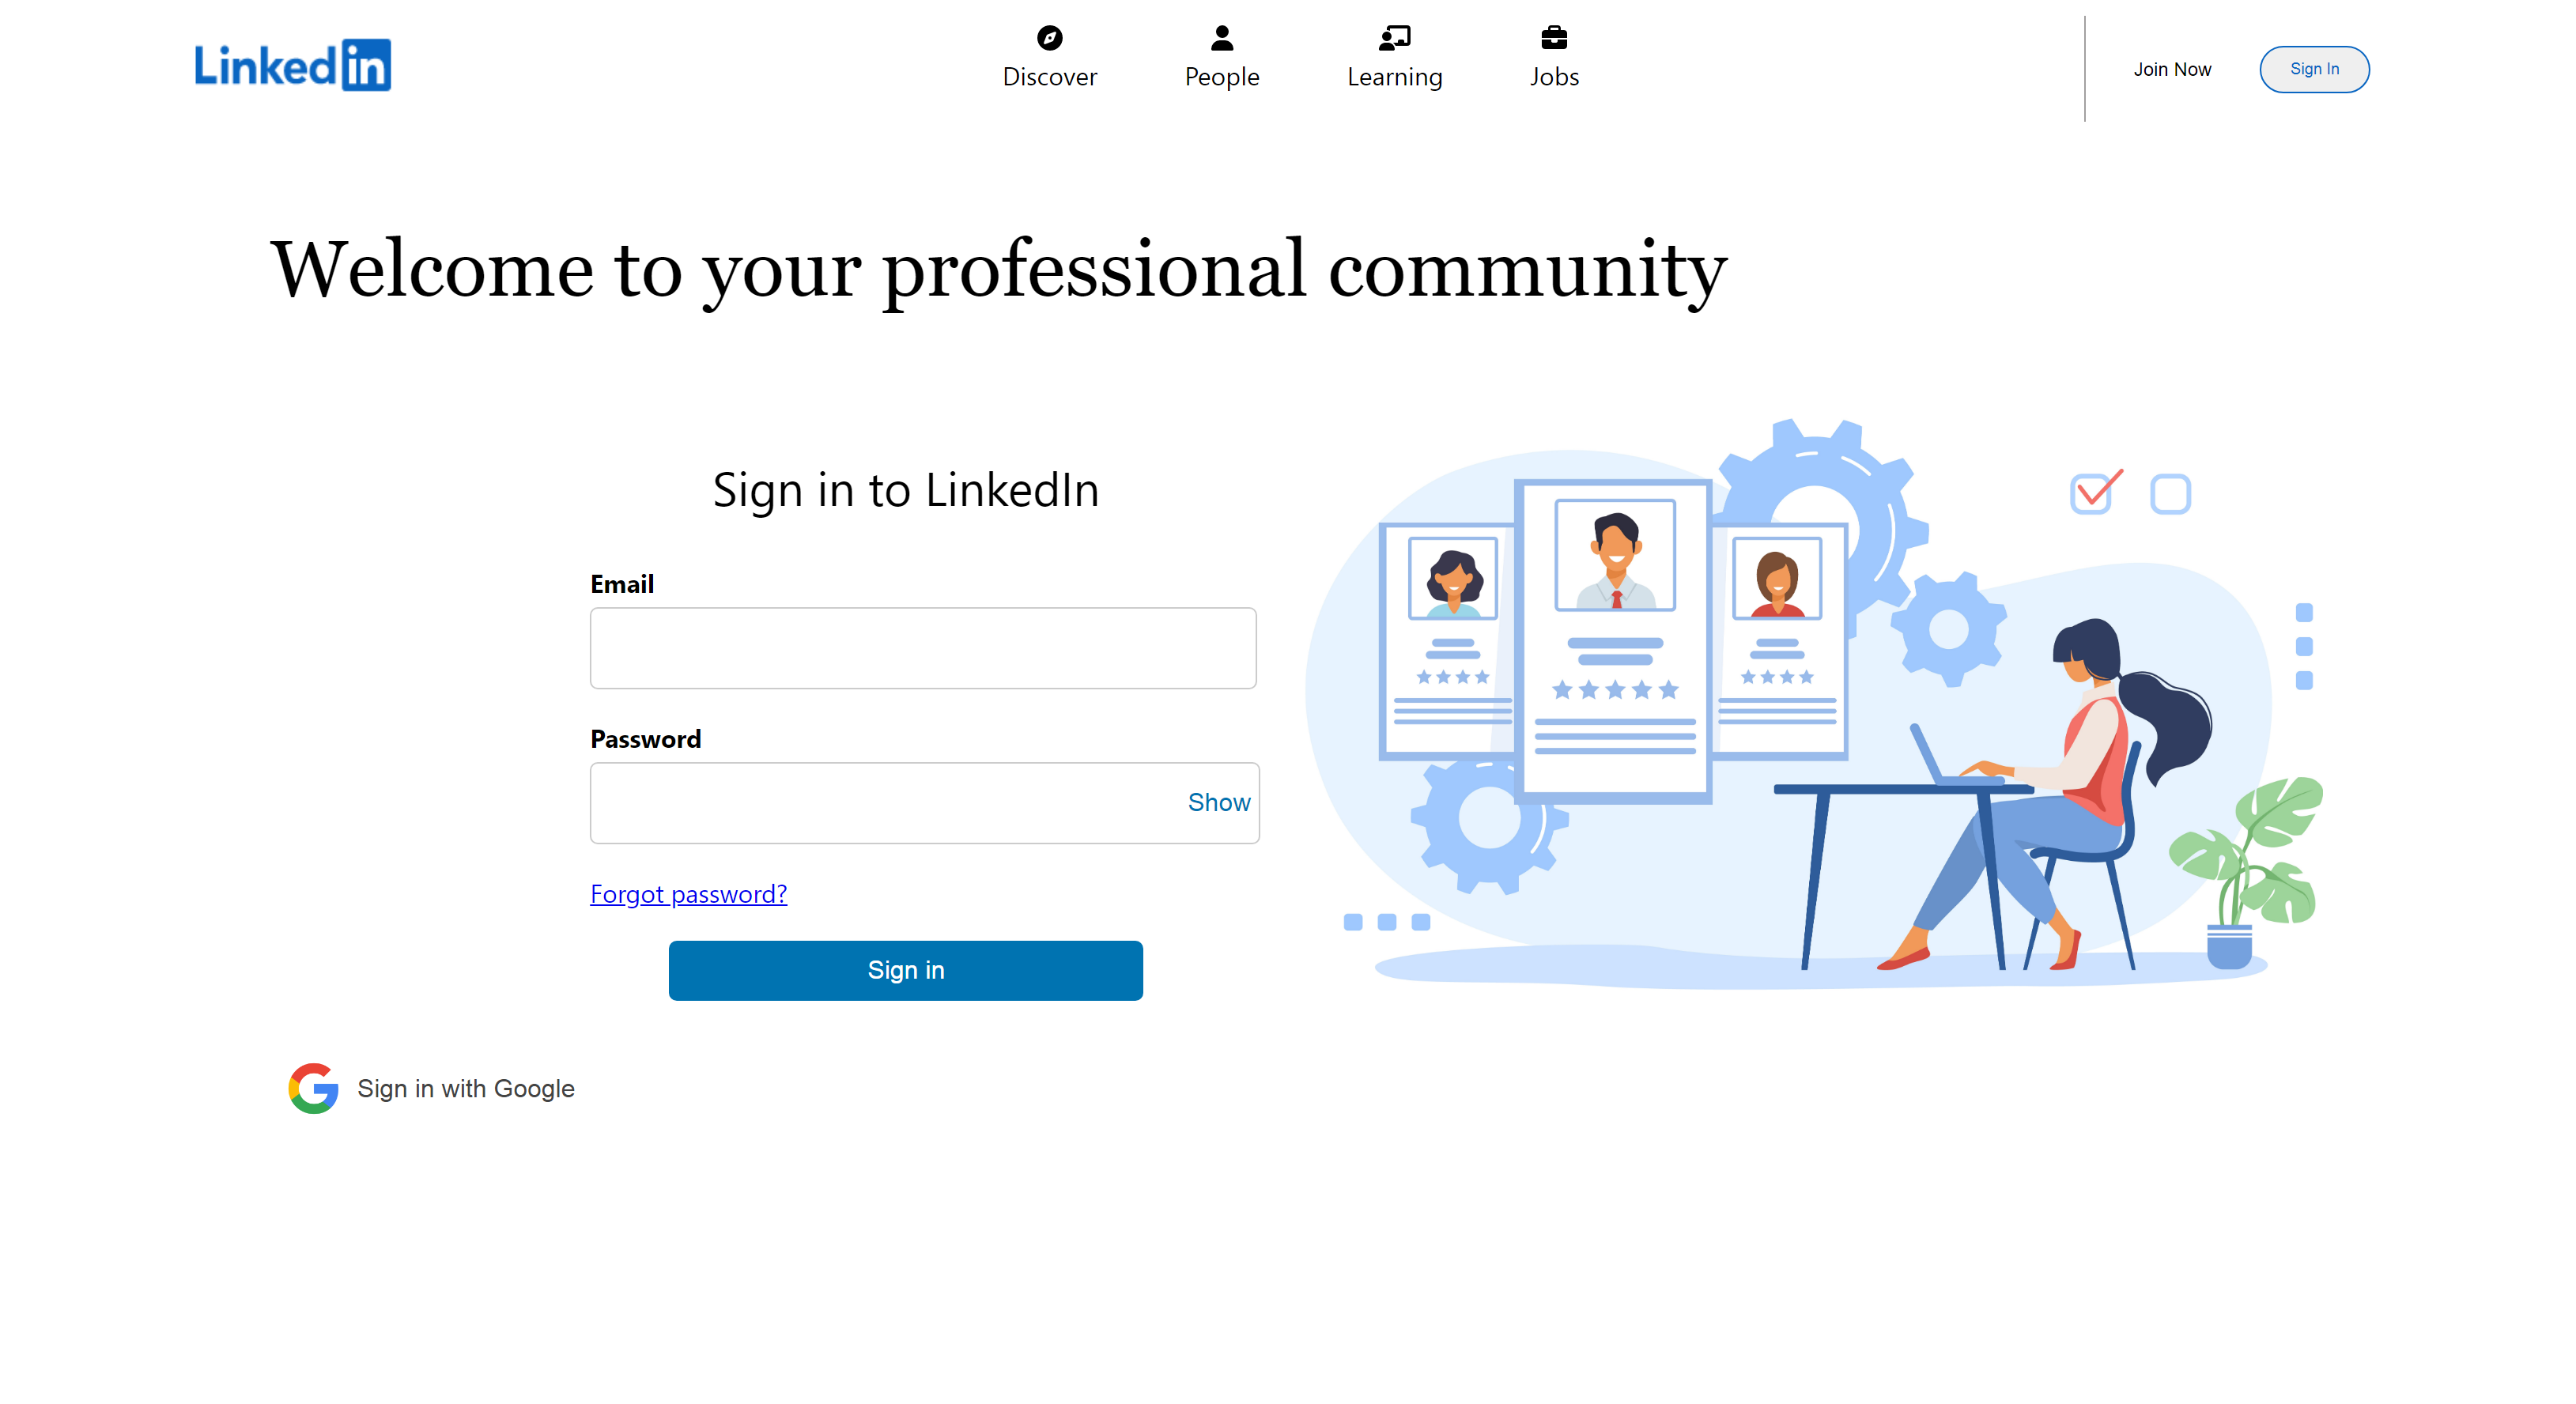 Linkedin
Discover
People
Learning
Jobs
Join Now
Sign In
Welcome to your professional community
Sign in to LinkedIn
Email
Password
Show
Forgot password?
Sign in
Sign in with Google